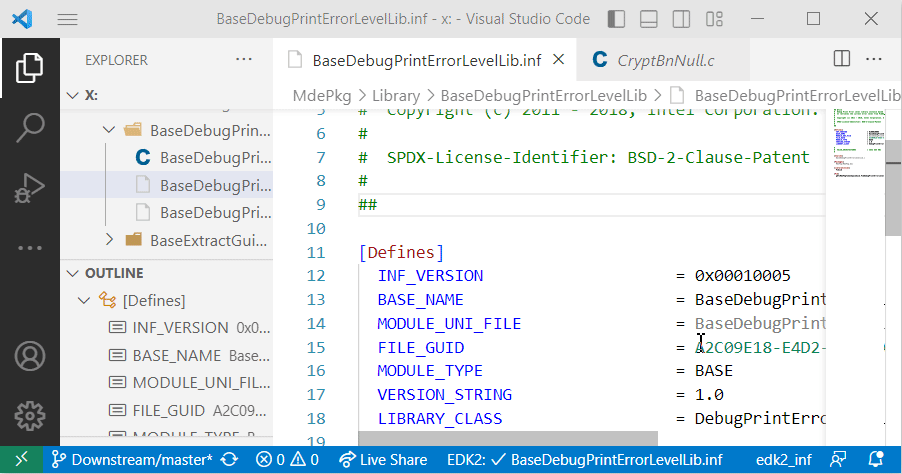 BaseDebugPrintErrorLevelLib.inf - x: - Visual Studio Code
EXPLORER
X:
BaseDebugPrin...
C BaseDebugPri...
BaseDebugPri...
BaseDebugPri...
BaseExtractGui...
OUTLINE
[Defines]
INF_VERSION 0x0...
BASE_NAME Base...
MODULE_UNI_FIL...
FILE_GUID A2C09...
BaseDebugPrintErrorLevelLib.inf
C CryptBnNull.c
MdePkg > Library > BaseDebugPrintErrorLevelLib > BaseDebugPrintErrorLevelLib
# Copyright (c) 2011 - 2018, Intel Corporation.
6 #
7 # SPDX-License-Identifier: BSD-2-Clause-Patent
8 #
9 ##
10
11 [Defines]
12 INF_VERSION = 0x00010005
13 BASE_NAME = BaseDebugPrint
14 MODULE_UNI_FILE = BaseDebugPrint
15 FILE_GUID = A2C09E18-E4D2-
16 MODULE_TYPE = BASE
17 VERSION_STRING = 1.0
18 LIBRARY_CLASS = DebugPrintErro
19
Downstream/master* 0 0 Live Share EDK2: ✓ BaseDebugPrintErrorLevelLib.inf edk2_inf